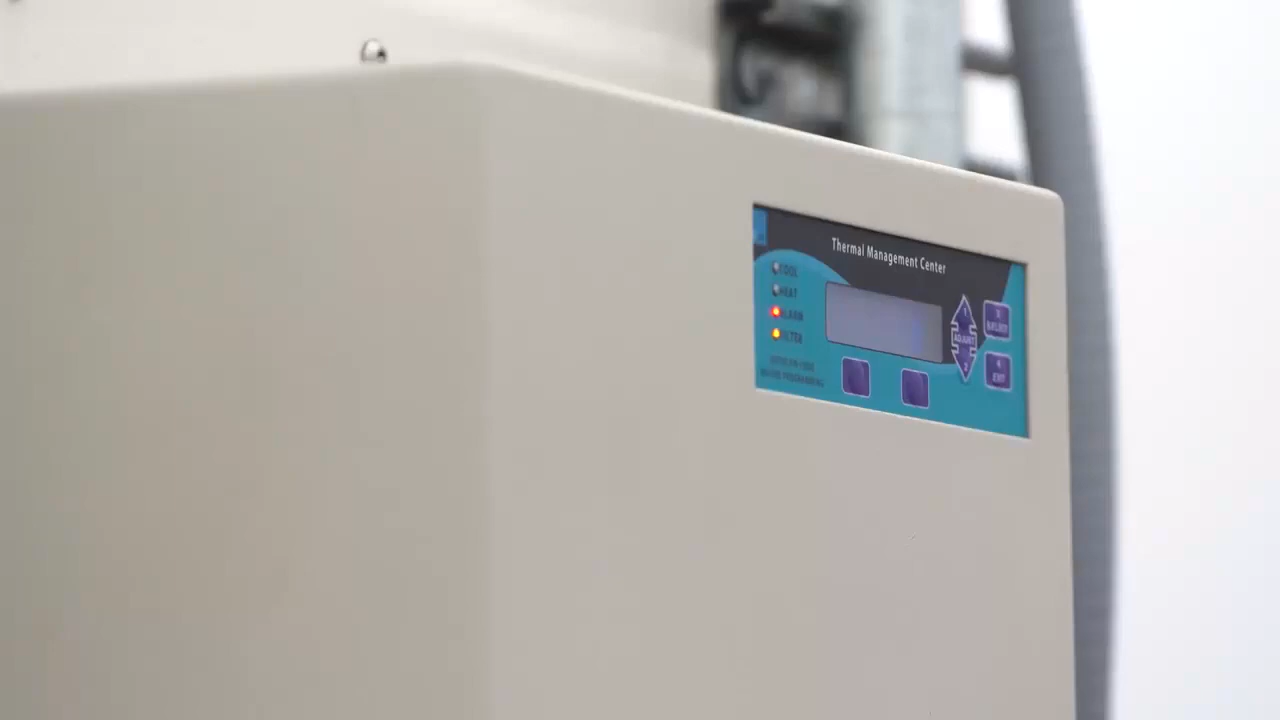 Thermal Management Center
COOL
HEAT
ALARM
FILTER
ADJUST
SELECT
EXIT